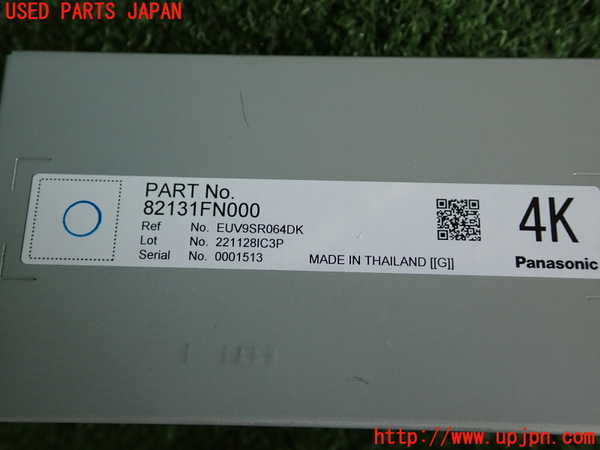 USED PARTS JAPAN
PART No.
82131FN000
Ref No. EUV9SR064DK
Lot No. 221128IC3P
Serial No. 0001513
MADE IN THAILAND [[G]]
4K
Panasonic
http://www.upjpn.com/